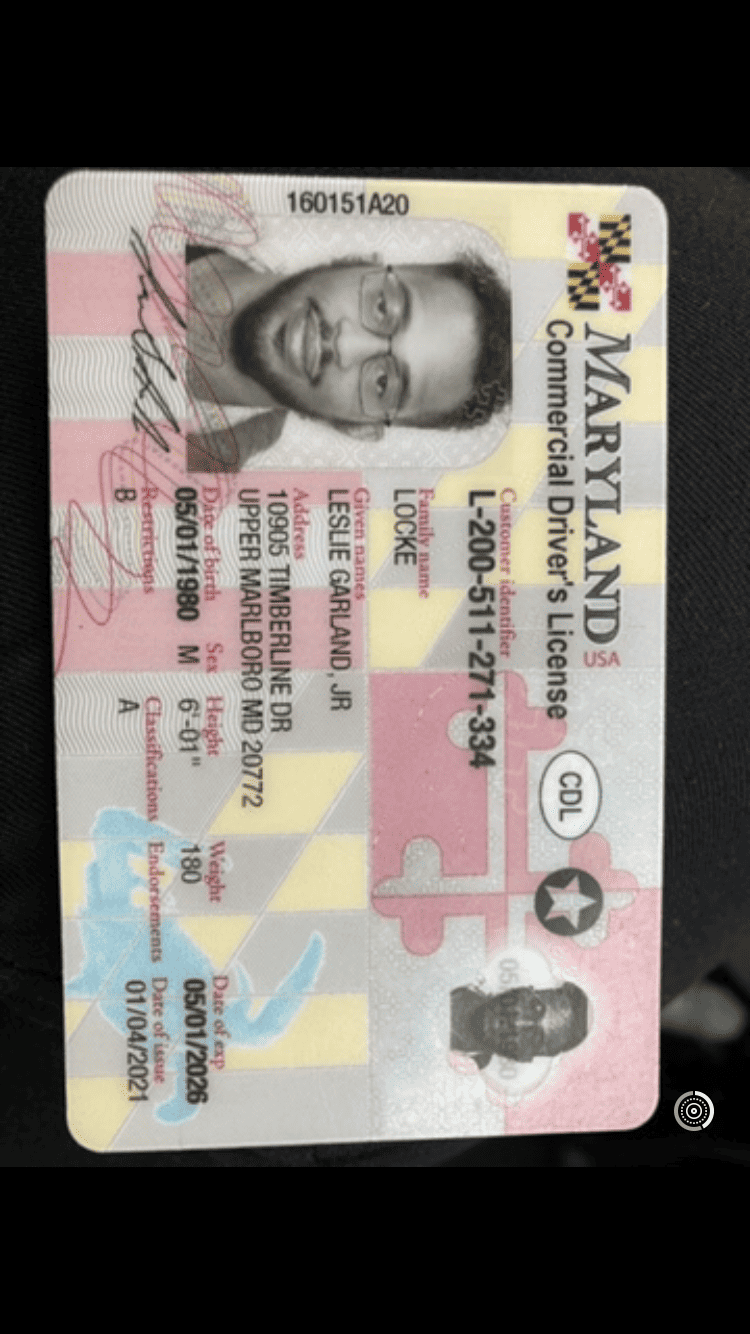 MARYLAND USA
Commercial Driver's License
CDL
Customer identifier
L-200-511-271-334
Family name
LOCKE
Given names
LESLIE GARLAND, JR
Address
10905 TIMBERLINE DR
UPPER MARLBORO MD 20772
Date of birth Sex Height Weight Date of exp
05/01/1980 M 6'-01" 180 05/01/2026
Restrictions Classifications Endorsements Date of issue
B A 01/04/2021
160151A20